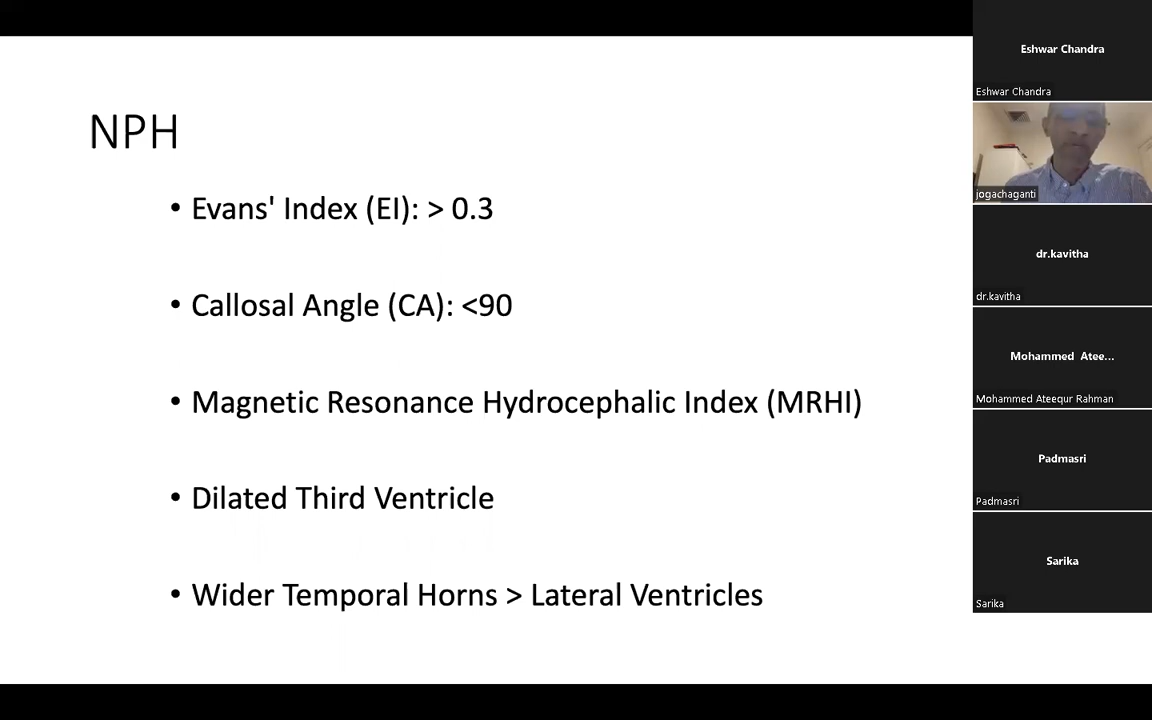 NPH
• Evans' Index (EI): > 0.3
• Callosal Angle (CA): <90
• Magnetic Resonance Hydrocephalic Index (MRHI)
• Dilated Third Ventricle
• Wider Temporal Horns > Lateral Ventricles
Eshwar Chandra
Eshwar Chandra
jogachaganti
dr.kavitha
dr.kavitha
Mohammed Atee...
Mohammed Ateequr Rahman
Padmasri
Padmasri
Sarika
Sarika